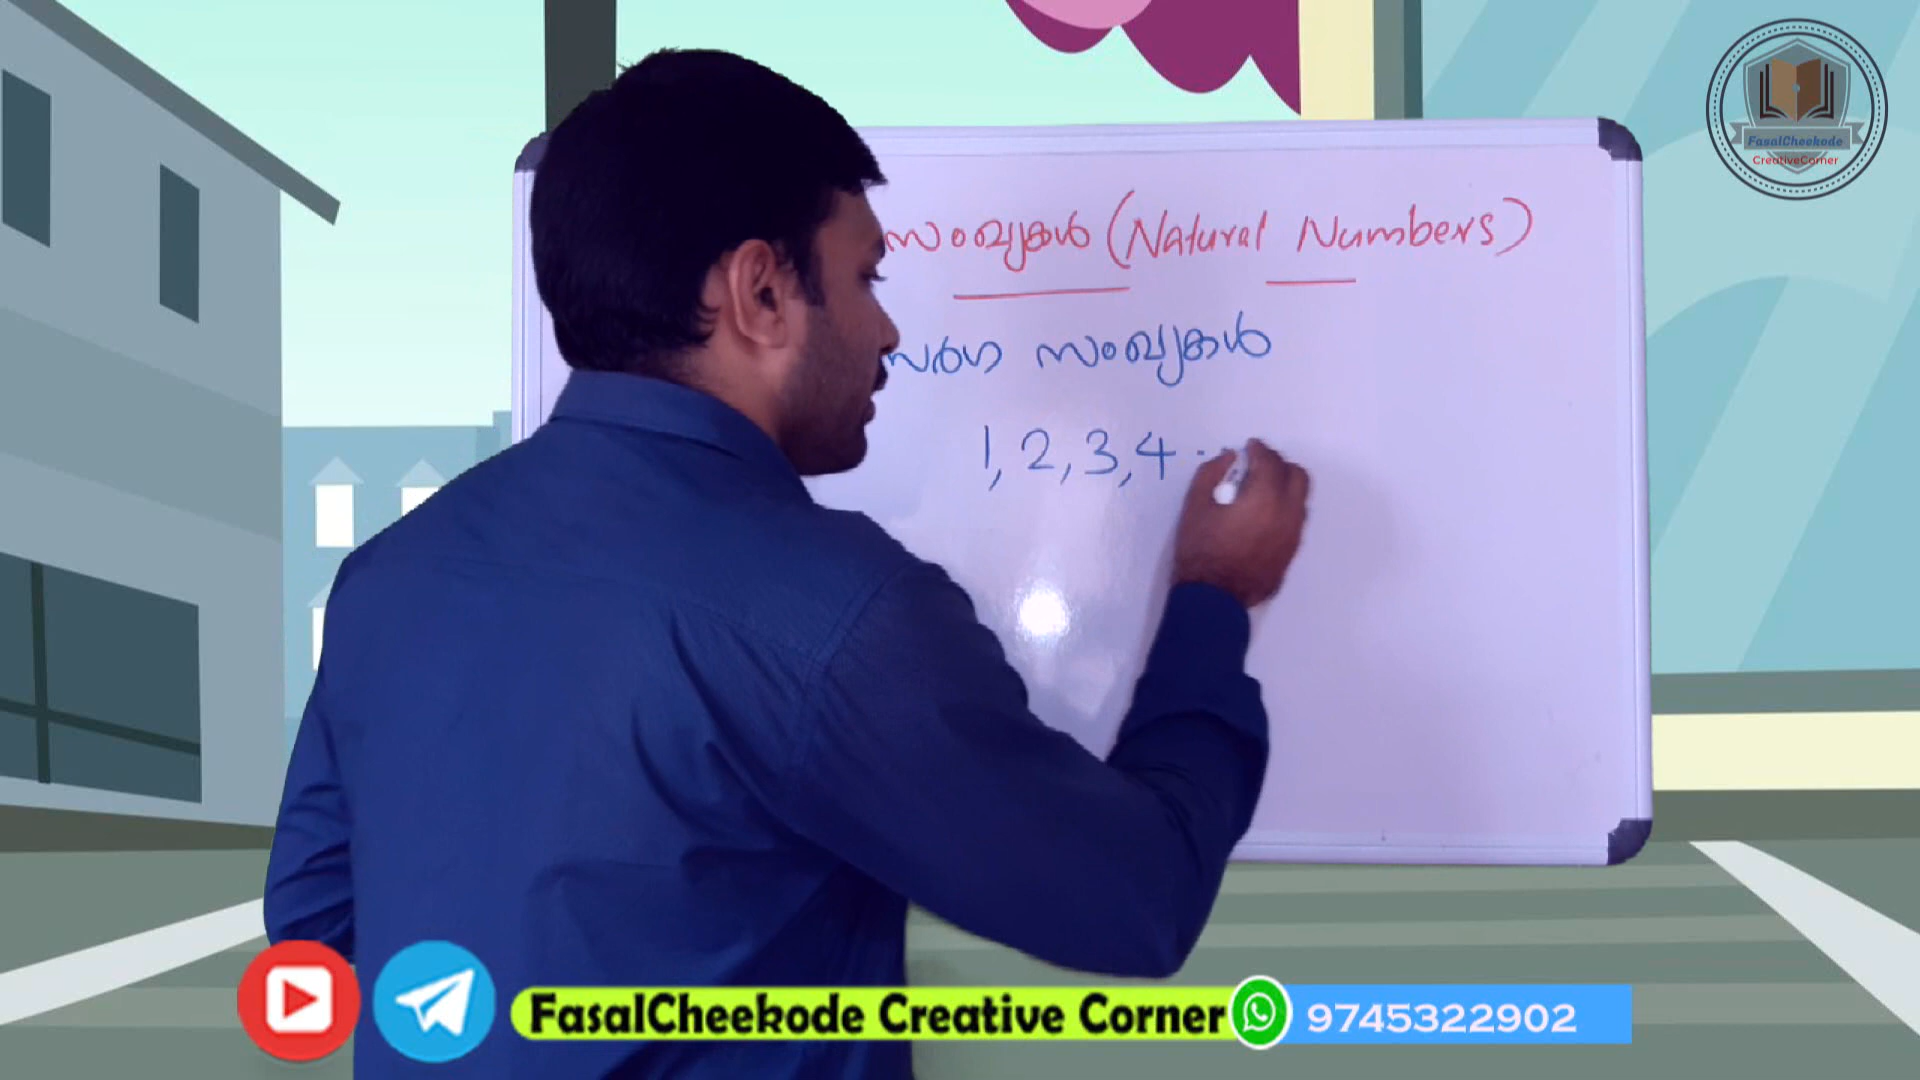 FasalCheekode
CreativeCorner
സംഖ്യകൾ (Natural Numbers)
സംഖ്യകൾ
1, 2, 3, 4 ..
FasalCheekode Creative Corner 9745322902